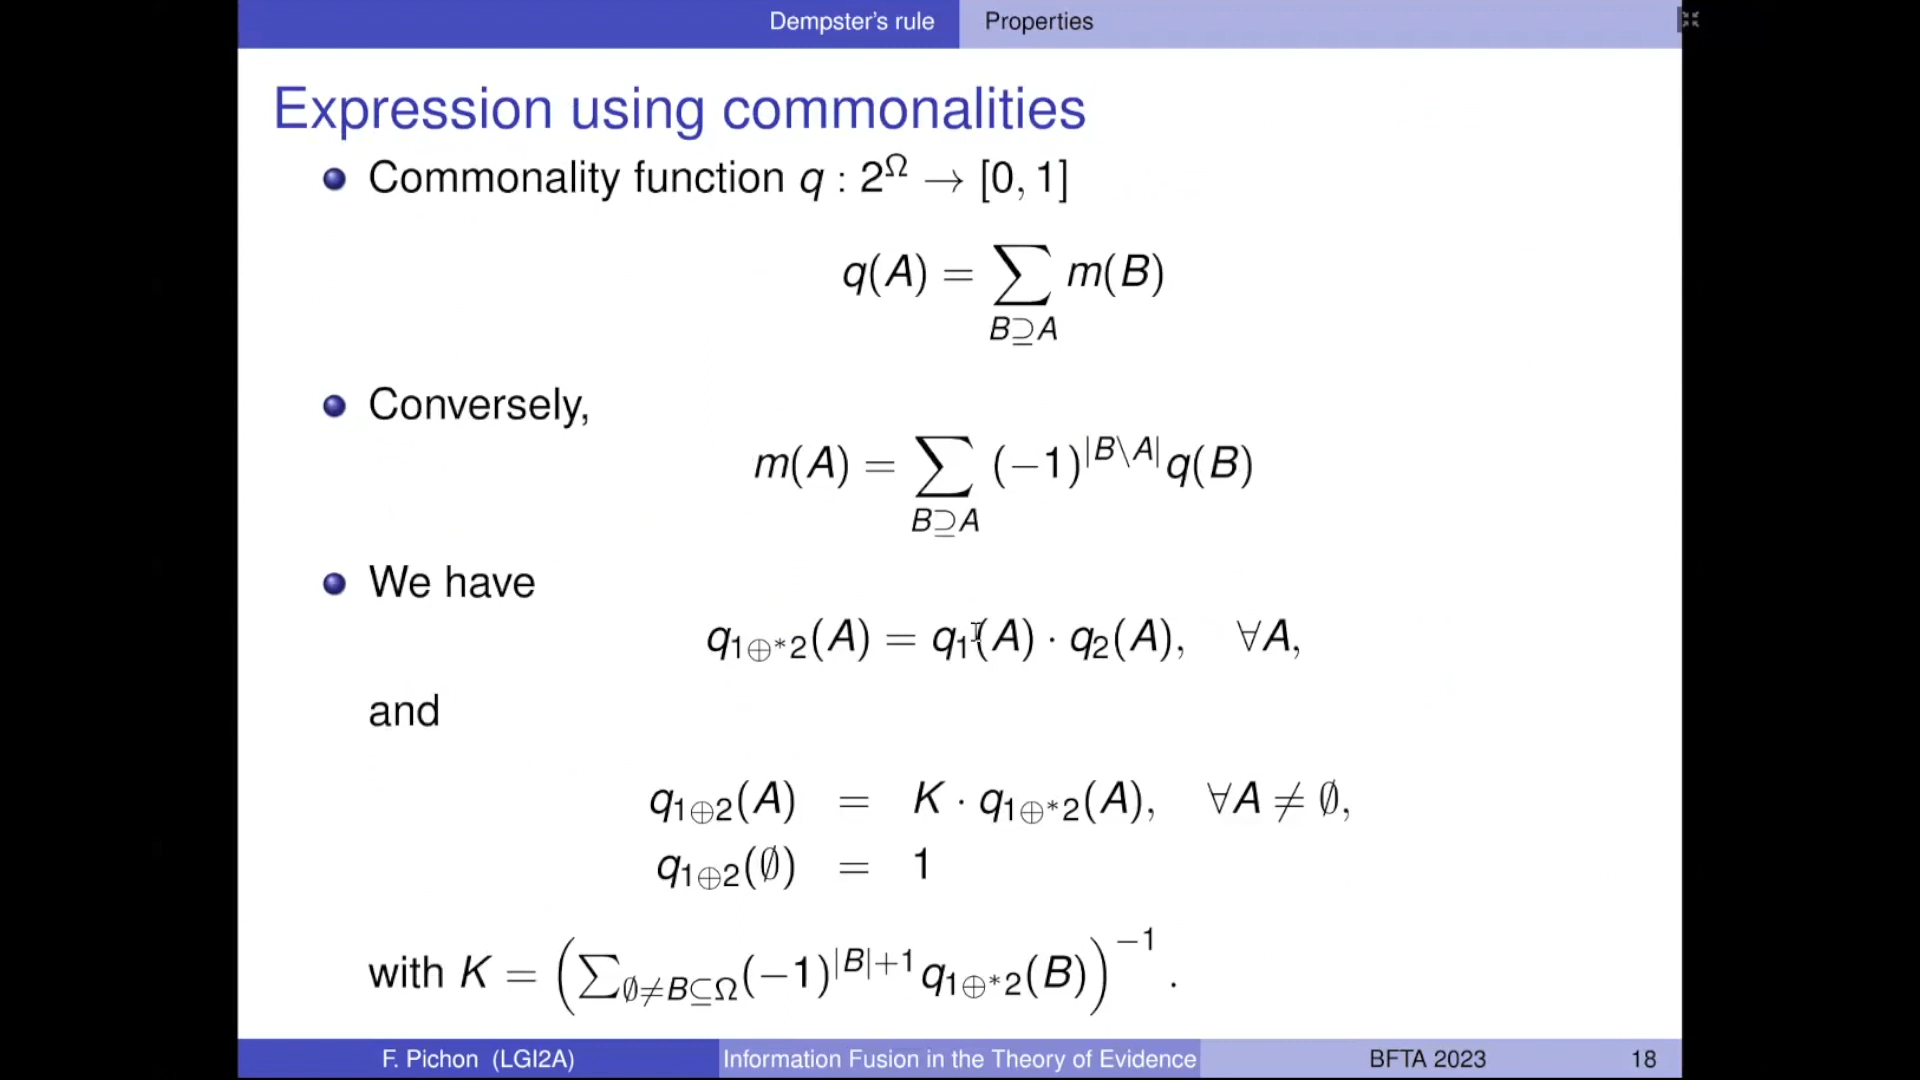 Dempster's rule Properties
Expression using commonalities
Commonality function q : 2^Ω → [0, 1]
q(A) = ∑_{B⊇A} m(B)
Conversely,
m(A) = ∑_{B⊇A} (−1)^{|B\A|} q(B)
We have
q_{1⊕*2}(A) = q_1(A) · q_2(A), ∀A,
and
q_{1⊕2}(A) = K · q_{1⊕*2}(A), ∀A ≠ ∅,
q_{1⊕2}(∅) = 1
with K = (∑_{∅≠B⊆Ω} (−1)^{|B|+1} q_{1⊕*2}(B))^{−1} .
F. Pichon (LGI2A) Information Fusion in the Theory of Evidence BFTA 2023 18